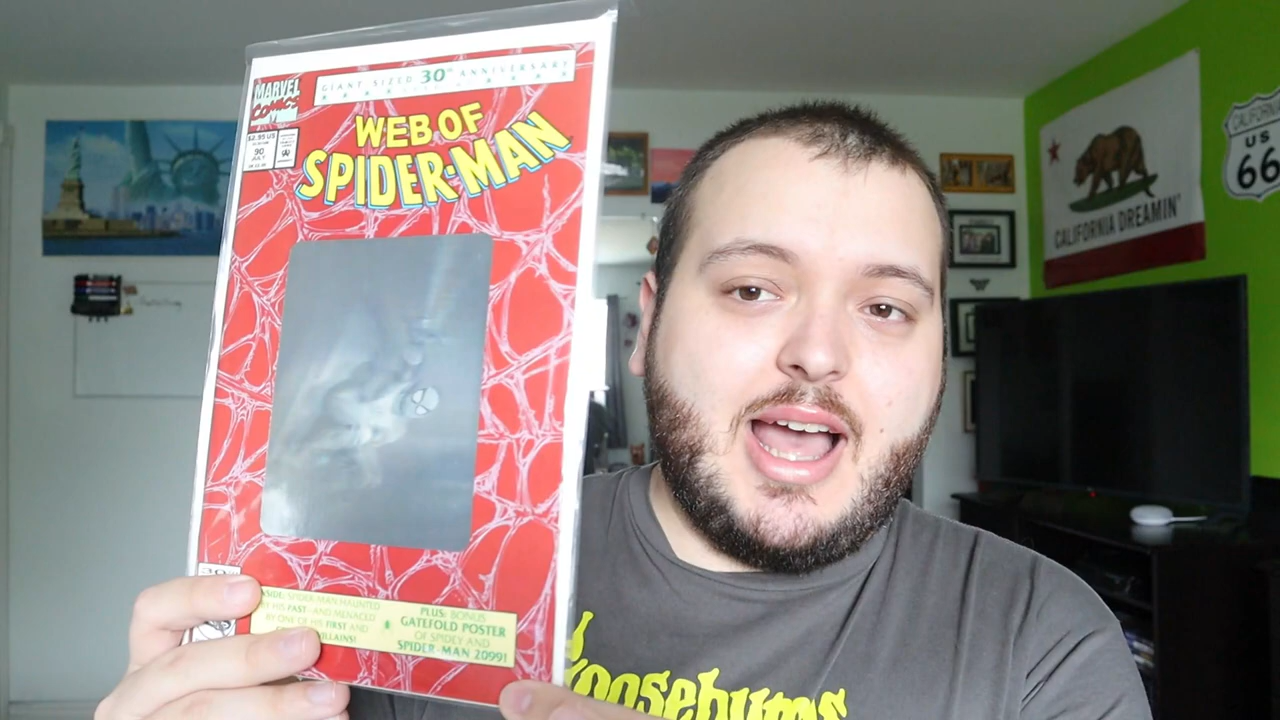 GIANT SIZED 30TH ANNIVERSARY
MARVEL
COMICS
$2.95 US
90
JULY
WEB OF
SPIDER-MAN
INSIDE: SPIDER-MAN HAUNTED
BY HIS PAST--AND MENACED
BY ONE OF HIS FIRST AND
VILLAINS!
PLUS: BONUS
GATEFOLD POSTER
OF SPIDEY AND
SPIDER-MAN 2099!
30TH
Goosebumps
CALIFORNIA DREAMIN'
CALIFORNIA
US
66